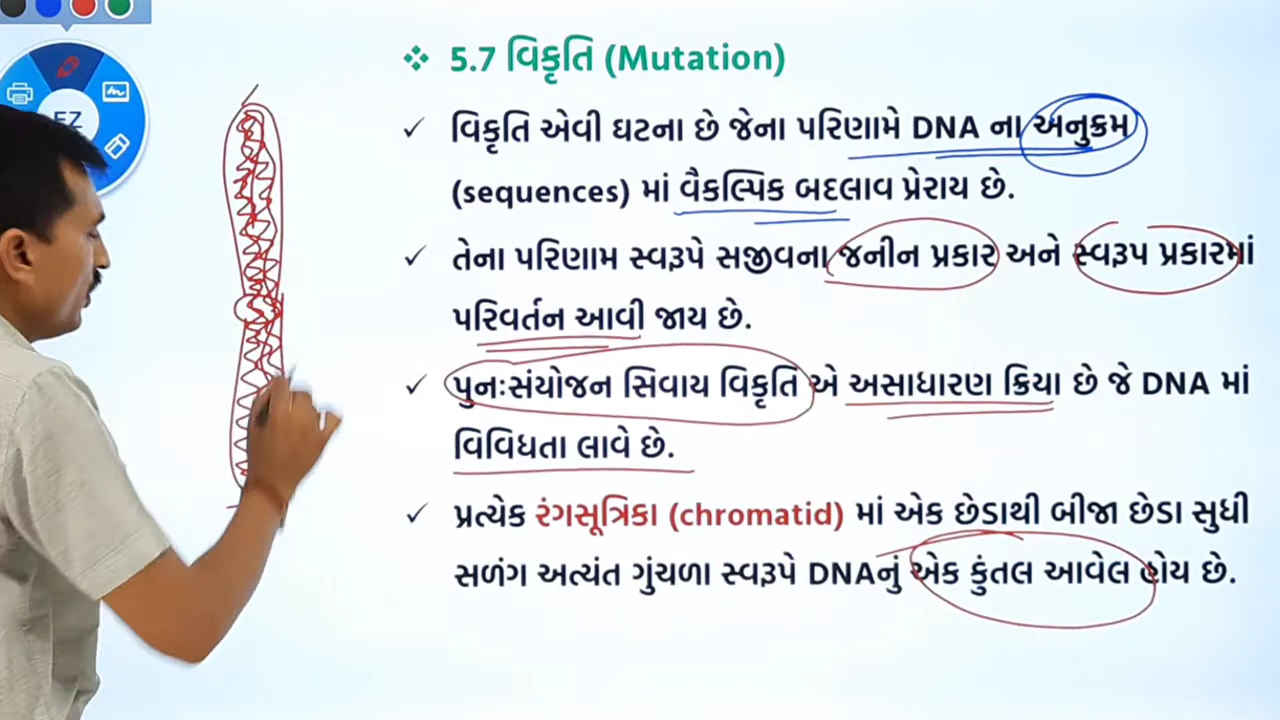 EZ
❖ 5.7 વિકૃતિ (Mutation)
✓ વિકૃતિ એવી ઘટના છે જેના પરિણામે DNA ના અનુક્રમ
(sequences) માં વૈકલ્પિક બદલાવ પ્રેરાય છે.
✓ તેના પરિણામ સ્વરૂપે સજીવના જનીન પ્રકાર અને સ્વરૂપ પ્રકારમાં
પરિવર્તન આવી જાય છે.
✓ પુનઃસંયોજન સિવાય વિકૃતિ એ અસાધારણ ક્રિયા છે જે DNA માં
વિવિધતા લાવે છે.
✓ પ્રત્યેક રંગસૂત્રિકા (chromatid) માં એક છેડાથી બીજા છેડા સુધી
સળંગ અત્યંત ગુંચળા સ્વરૂપે DNAનું એક કુંતલ આવેલ હોય છે.